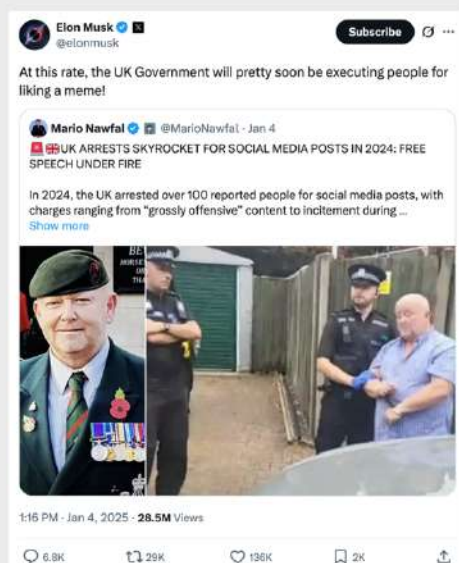 Elon Musk
@elonmusk
Subscribe
At this rate, the UK Government will pretty soon be executing people for
liking a meme!
Mario Nawfal @MarioNawfal · Jan 4
🚨🇬🇧UK ARRESTS SKYROCKET FOR SOCIAL MEDIA POSTS IN 2024: FREE
SPEECH UNDER FIRE
In 2024, the UK arrested over 100 reported people for social media posts, with
charges ranging from "grossly offensive" content to incitement during ...
Show more
1:16 PM · Jan 4, 2025 · 28.5M Views
6.8K 29K 136K 2K